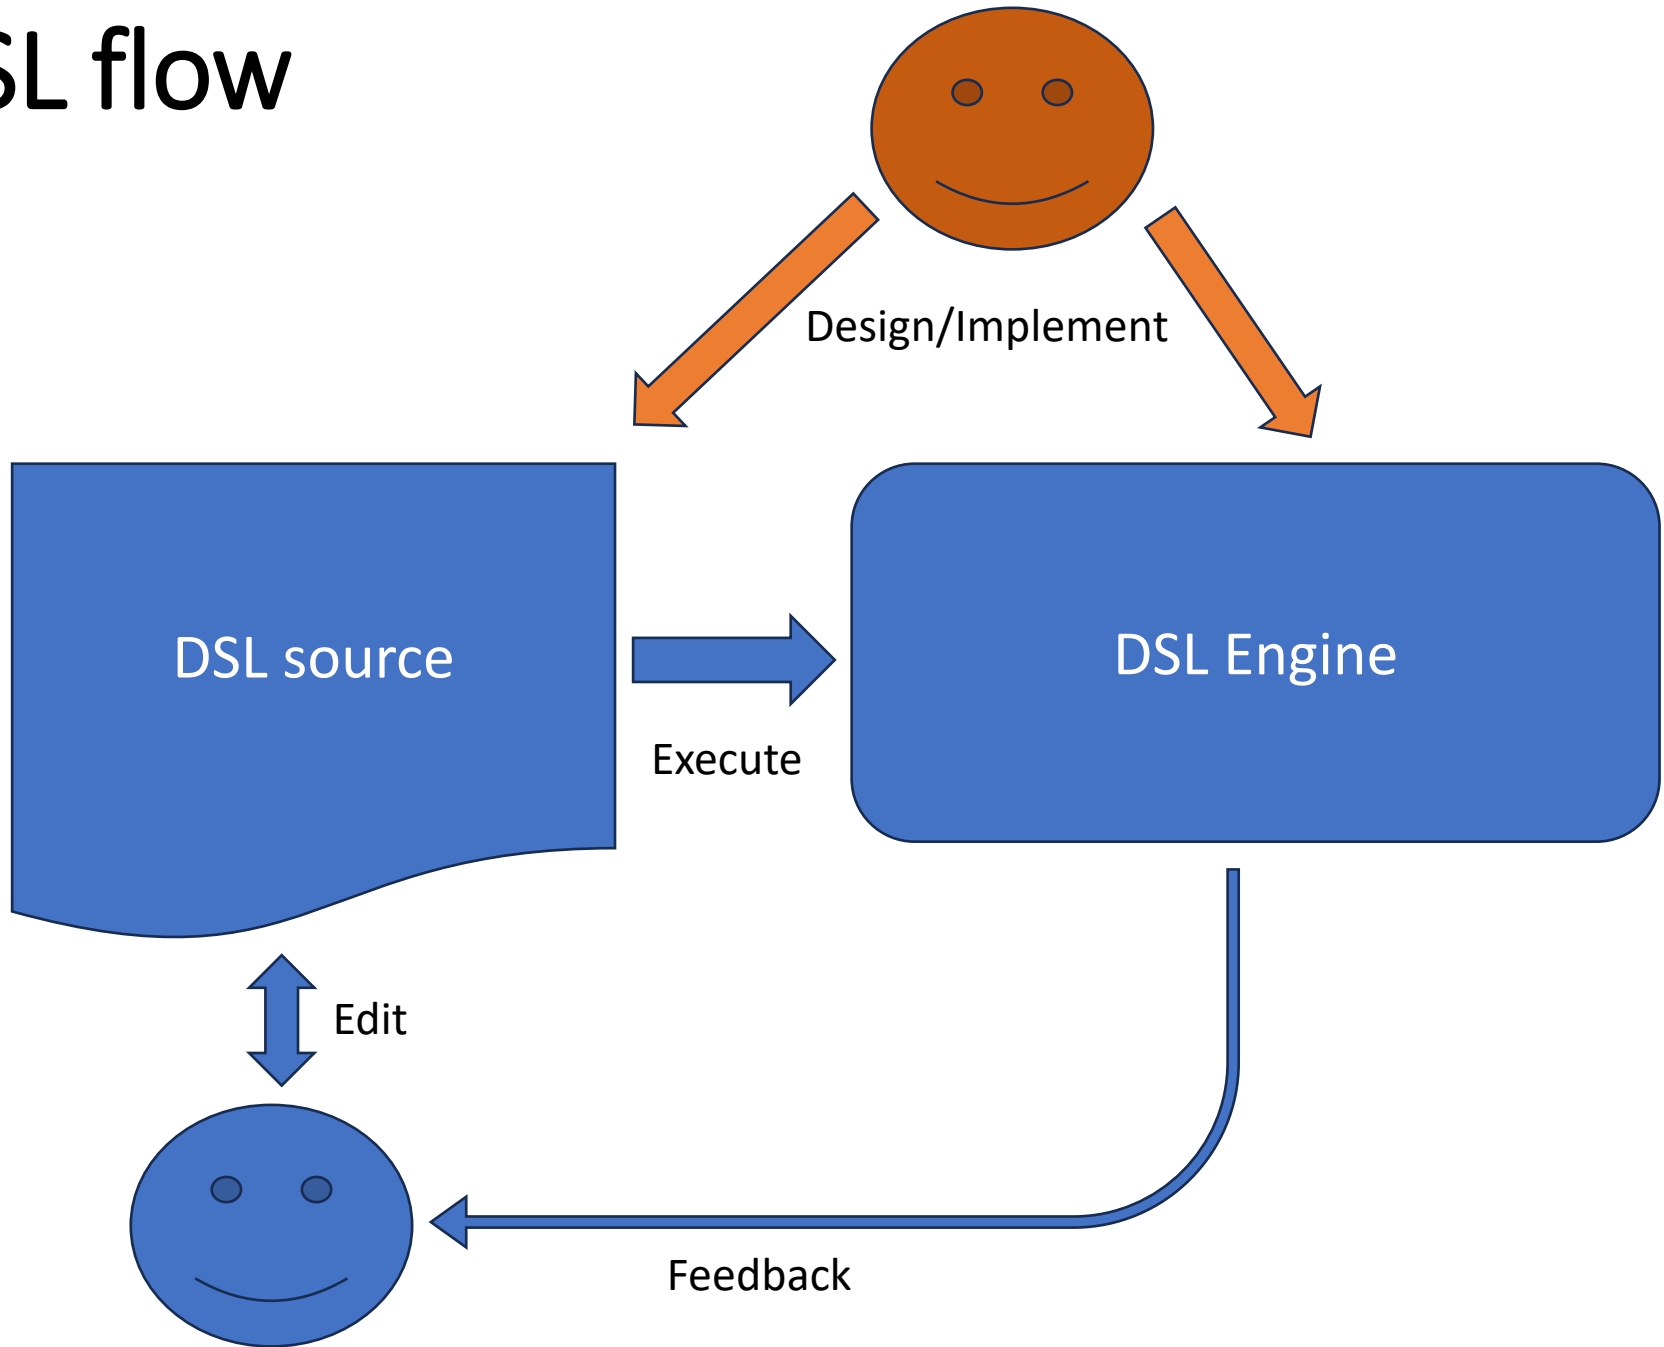 SL flow
Design/Implement
DSL source
DSL Engine
Execute
Edit
Feedback